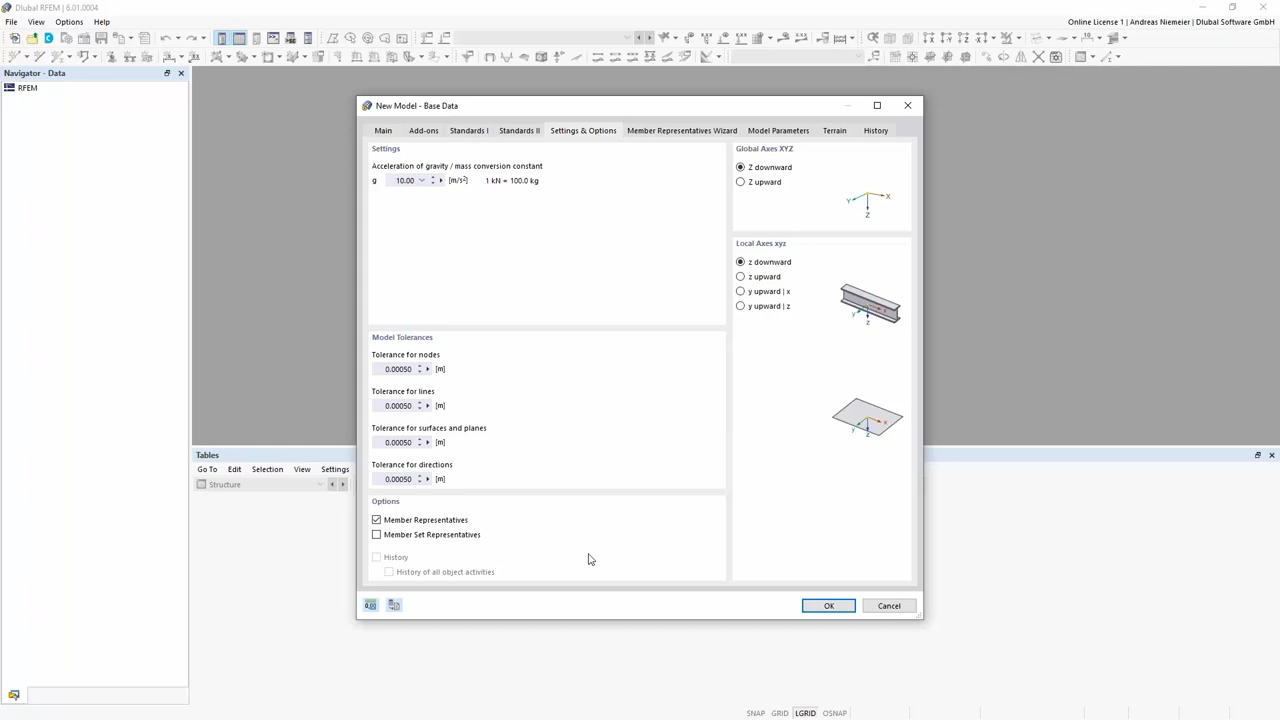 Dlubal RFEM | 6.01.0004
File View Options Help
Online License 1 | Andreas Niemeier | Dlubal Software GmbH
Navigator - Data
RFEM
New Model - Base Data
Main Add-ons Standards I Standards II Settings & Options Member Representatives Wizard Model Parameters Terrain History
Settings
Acceleration of gravity / mass conversion constant
g 10.00 [m/s²] 1 kN = 100.0 kg
Model Tolerances
Tolerance for nodes
0.00050 [m]
Tolerance for lines
0.00050 [m]
Tolerance for surfaces and planes
0.00050 [m]
Tolerance for directions
0.00050 [m]
Options
Member Representatives
Member Set Representatives
History
History of all object activities
Global Axes XYZ
Z downward
Z upward
Y X
Z
Local Axes xyz
z downward
z upward
y upward | x
y upward | z
y x
z
y x
z
OK Cancel
Tables
Go To Edit Selection View Settings
Structure
SNAP GRID LGRID OSNAP